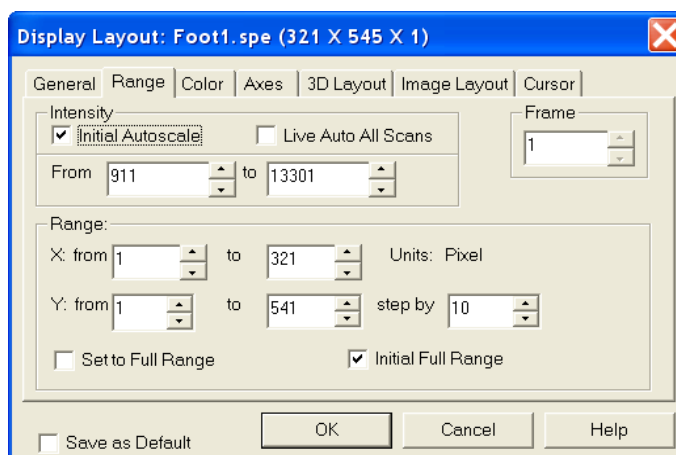 Display Layout: Foot1.spe (321 X 545 X 1)
General Range Color Axes 3D Layout Image Layout Cursor
Intensity
Initial Autoscale Live Auto All Scans
From 911 to 13301
Frame
1
Range:
X: from 1 to 321 Units: Pixel
Y: from 1 to 541 step by 10
Set to Full Range Initial Full Range
Save as Default OK Cancel Help